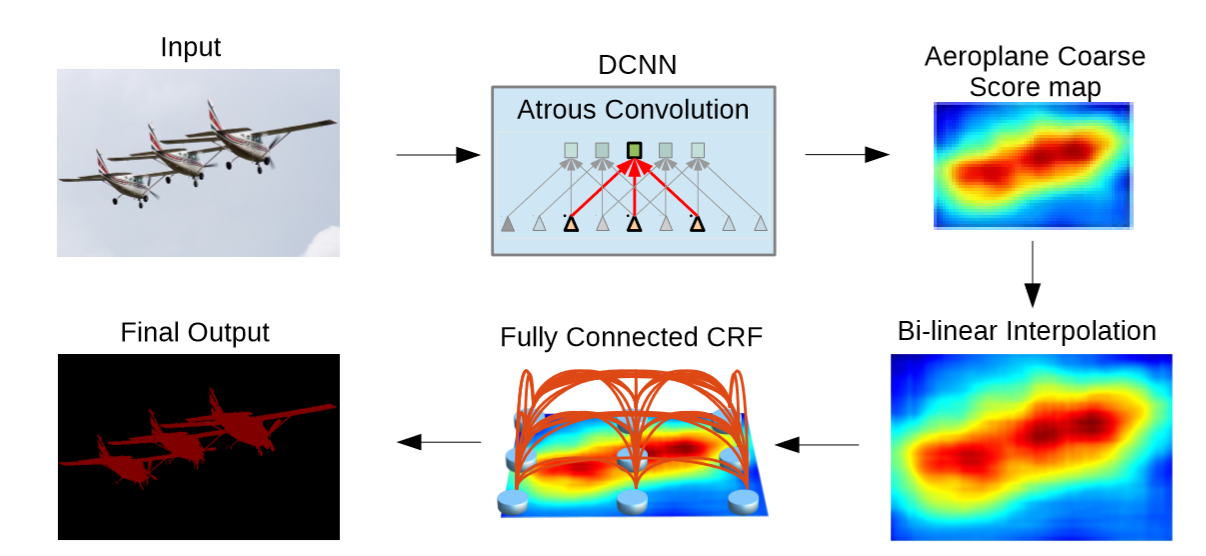 Input
DCNN
Atrous Convolution
Aeroplane Coarse
Score map
Bi-linear Interpolation
Fully Connected CRF
Final Output